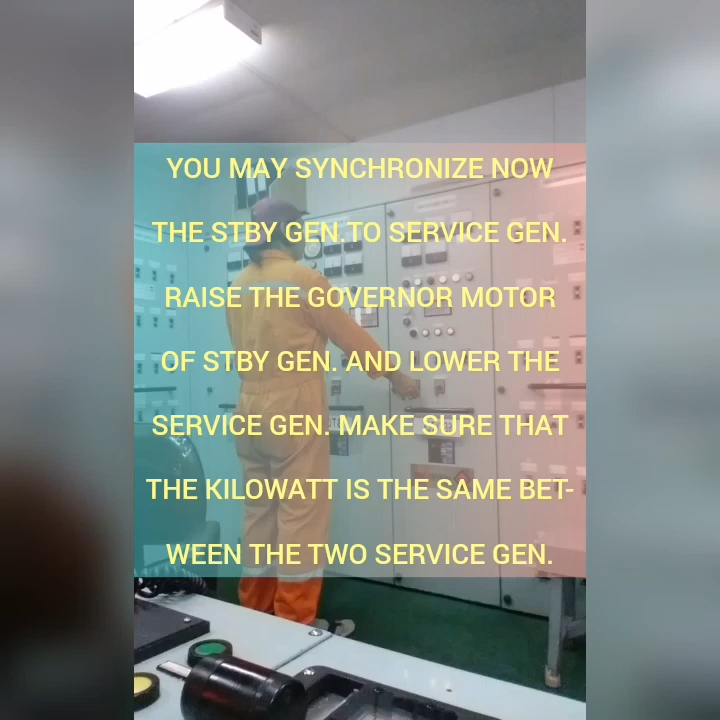 YOU MAY SYNCHRONIZE NOW
THE STBY GEN.TO SERVICE GEN.
RAISE THE GOVERNOR MOTOR
OF STBY GEN. AND LOWER THE
SERVICE GEN. MAKE SURE THAT
THE KILOWATT IS THE SAME BET-
WEEN THE TWO SERVICE GEN.